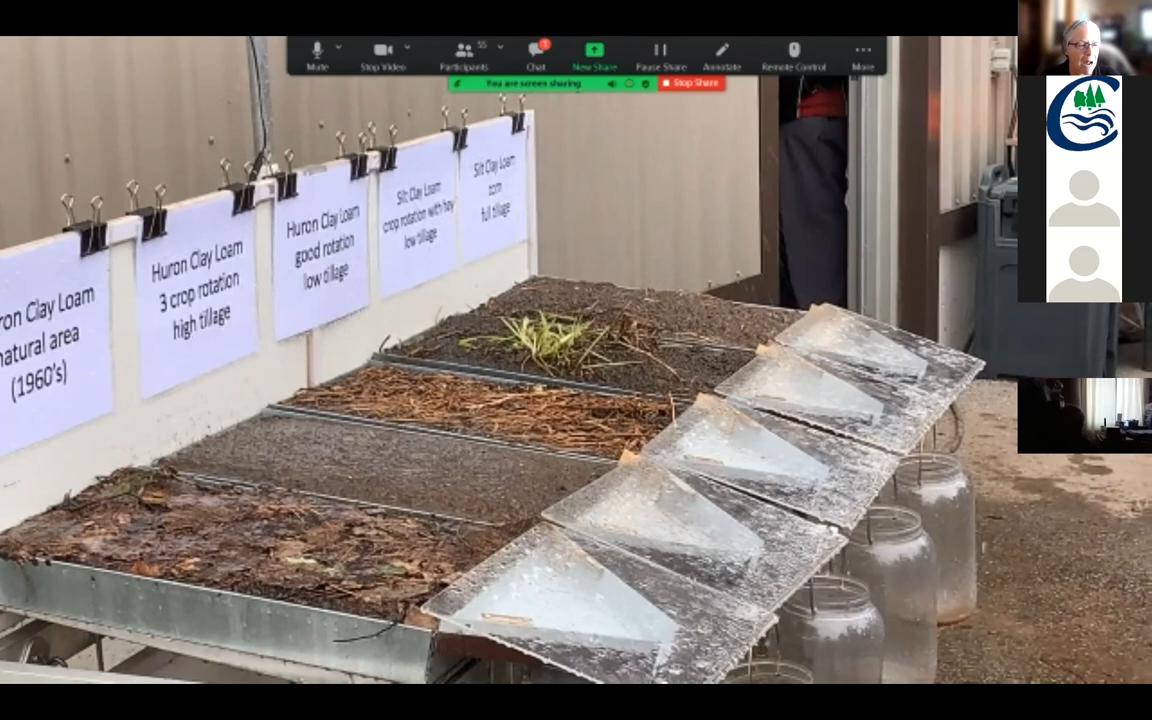 55
1
Mute
Stop Video
Participants
Chat
New Share
Pause Share
Annotate
Remote Control
More
You are screen sharing
Stop Share
ron Clay Loam
natural area
(1960's)
Huron Clay Loam
3 crop rotation
high tillage
Huron Clay Loam
good rotation
low tillage
Silt Clay Loam
crop rotation with hay
low tillage
Silt Clay Loam
corn
full tillage